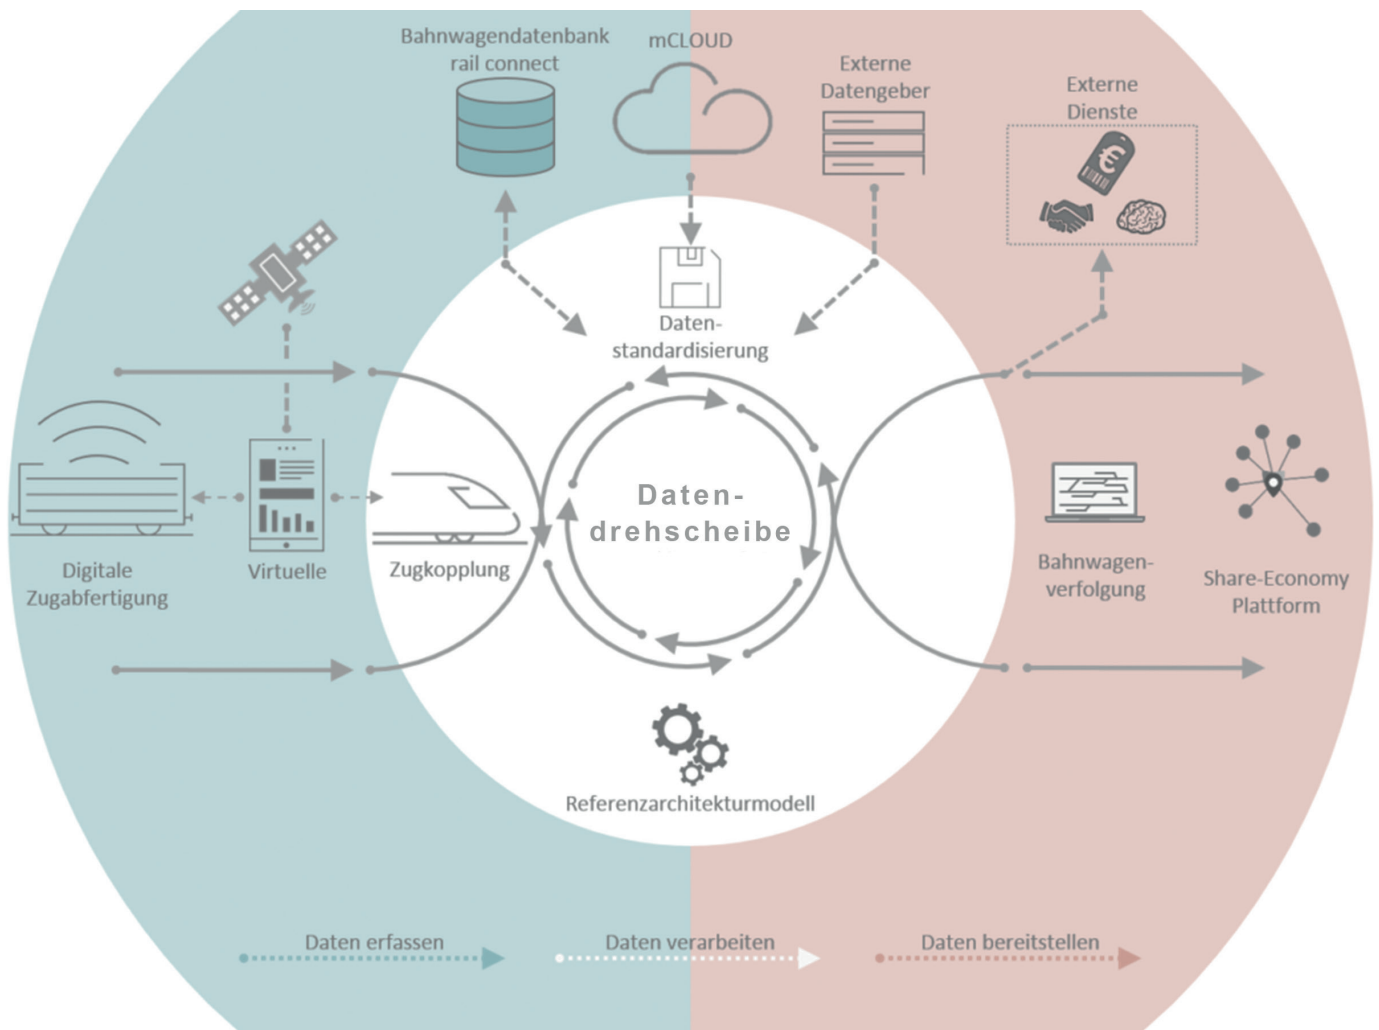 Bahnwagendatenbank
rail connect
mCLOUD
Externe
Datengeber
Externe
Dienste
€
Daten-
standardisierung
Daten-
drehscheibe
Digitale
Zugabfertigung
Virtuelle
Zugkopplung
Bahnwagen-
verfolgung
Share-Economy
Plattform
Referenzarchitekturmodell
Daten erfassen
Daten verarbeiten
Daten bereitstellen